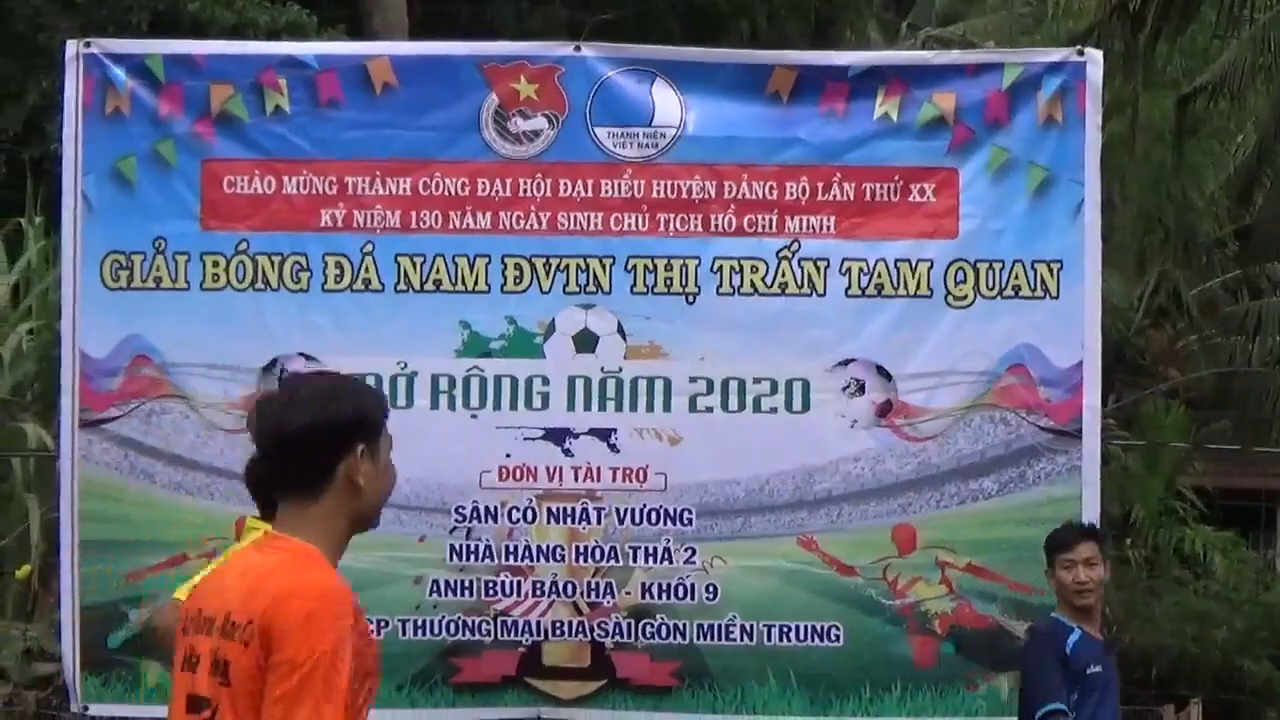 THANH NIÊN
VIỆT NAM
CHÀO MỪNG THÀNH CÔNG ĐẠI HỘI ĐẠI BIỂU HUYỆN ĐẢNG BỘ LẦN THỨ XX
KỶ NIỆM 130 NĂM NGÀY SINH CHỦ TỊCH HỒ CHÍ MINH
GIẢI BÓNG ĐÁ NAM ĐVTN THỊ TRẤN TAM QUAN
RỘNG NĂM 2020
ĐƠN VỊ TÀI TRỢ
SÂN CỎ NHẬT VƯƠNG
NHÀ HÀNG HÒA THẢ 2
ANH BÙI BẢO HẠ - KHỐI 9
CP THƯƠNG MẠI BIA SÀI GÒN MIỀN TRUNG